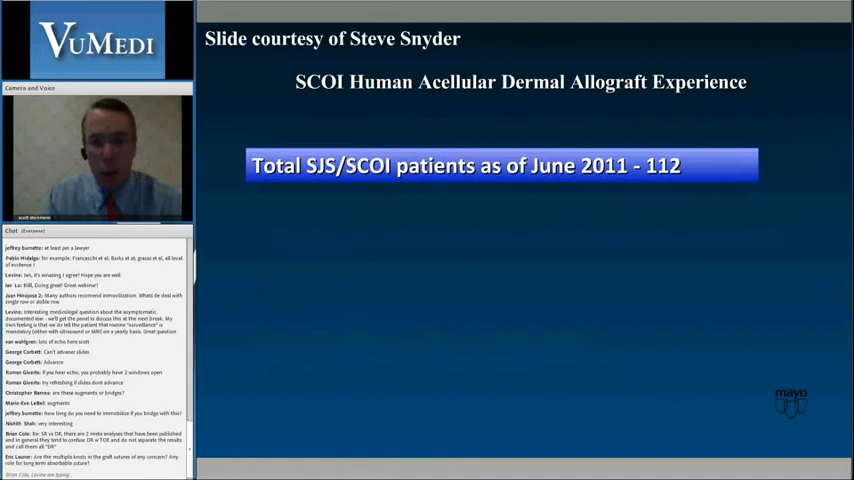 VUMEDI
Slide courtesy of Steve Snyder
SCOI Human Acellular Dermal Allograft Experience
Total SJS/SCOI patients as of June 2011 - 112
mayo
Camera and Voice
scott steinmann
Chat (Everyone)
jeffrey burnette: at least per a lawyer
Pablo Hidalgo: for example. Franceschi et al, Burks et al, grasso et al, all level
of evidence I
Levine: Ian, it's amazing I agree! Hope you are well
Ian Lo: Bill, Doing great! Great webinar!
Juan Hinojosa 2: Many authors recomend immovilization. Whats de deal with
single row or doble row
Levine: Interesting medicolegal question about the asymptomatic
documented tear - we'll get the panel to discuss this at the next break. My
own feeling is that we do tell the patient that routine "surveillance" is
mandatory (either with ultrasound or MRI) on a yearly basis. Great question
van wahlgren: lots of echo here scott
George Corbett: Can't advancer slides
George Corbett: Advance
Romas Giverts: if you hear echo, you probably have 2 windows open
Romas Giverts: try refreshing if slides dont advance
Christopher Barnes: are these augments or bridges?
Marie-Eve LeBel: augments
jeffrey burnette: how long do you need to immobilize if you bridge with this!
Nishith Shah: very interesting
Brian Cole: Re: SR vs DR, there are 2 meta analyses that have been published
and in general they tend to confuse DR w TOE and do not separate the results
and call them all "DR"
Eric Launer: Are the multiple knots in the graft sutures of any concern? Any
role for long term absorbable suture?
Brian Cole, Levine are typing...